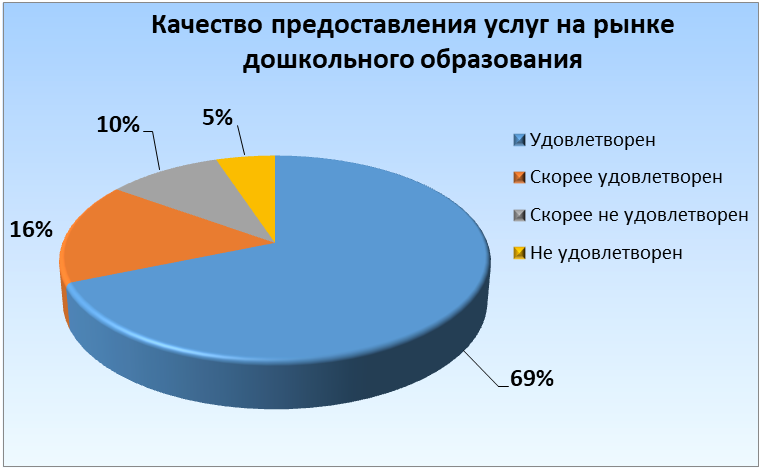 Качество предоставления услуг на рынке
дошкольного образования
5%
10%
16%
69%
Удовлетворен
Скорее удовлетворен
Скорее не удовлетворен
Не удовлетворен